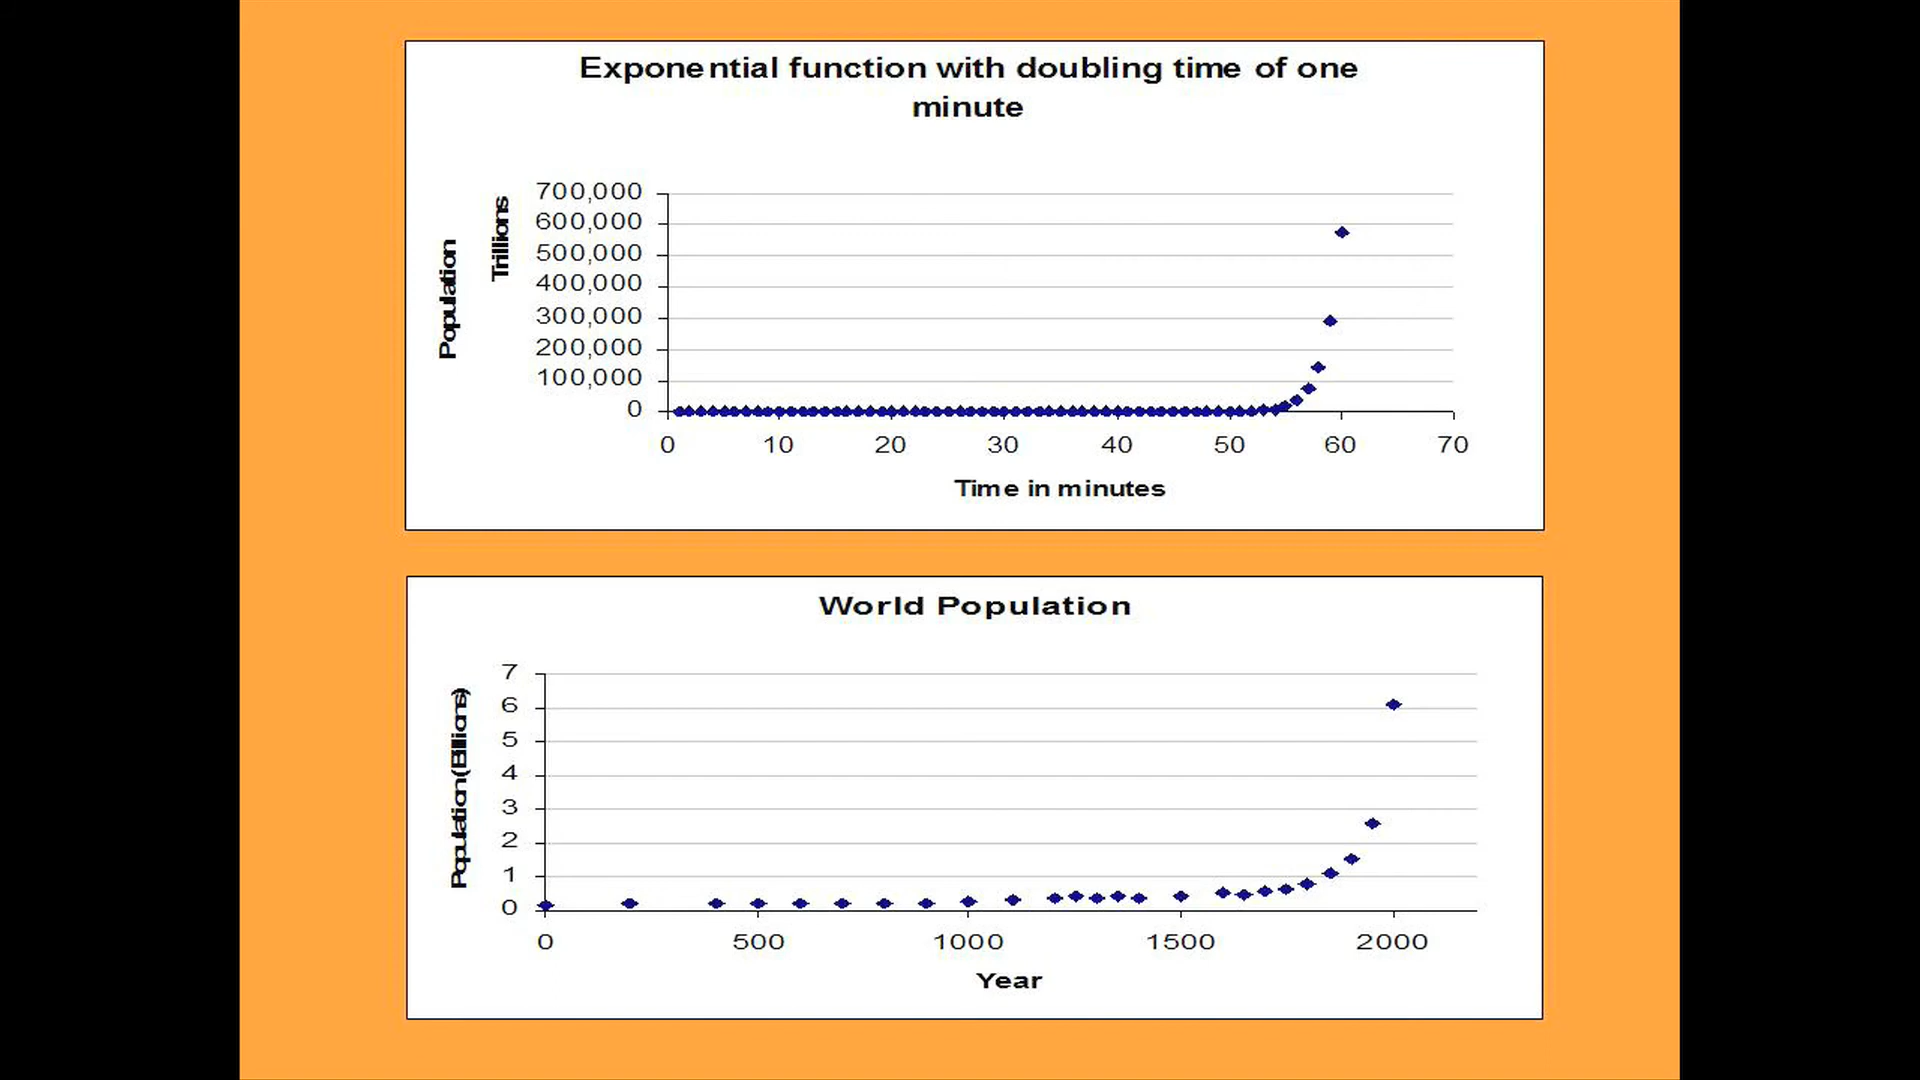 Exponential function with doubling time of one
minute
Population
Trillions
700,000
600,000
500,000
400,000
300,000
200,000
100,000
0
0 10 20 30 40 50 60 70
Time in minutes
World Population
Population (Billions)
7
6
5
4
3
2
1
0
0 500 1000 1500 2000
Year